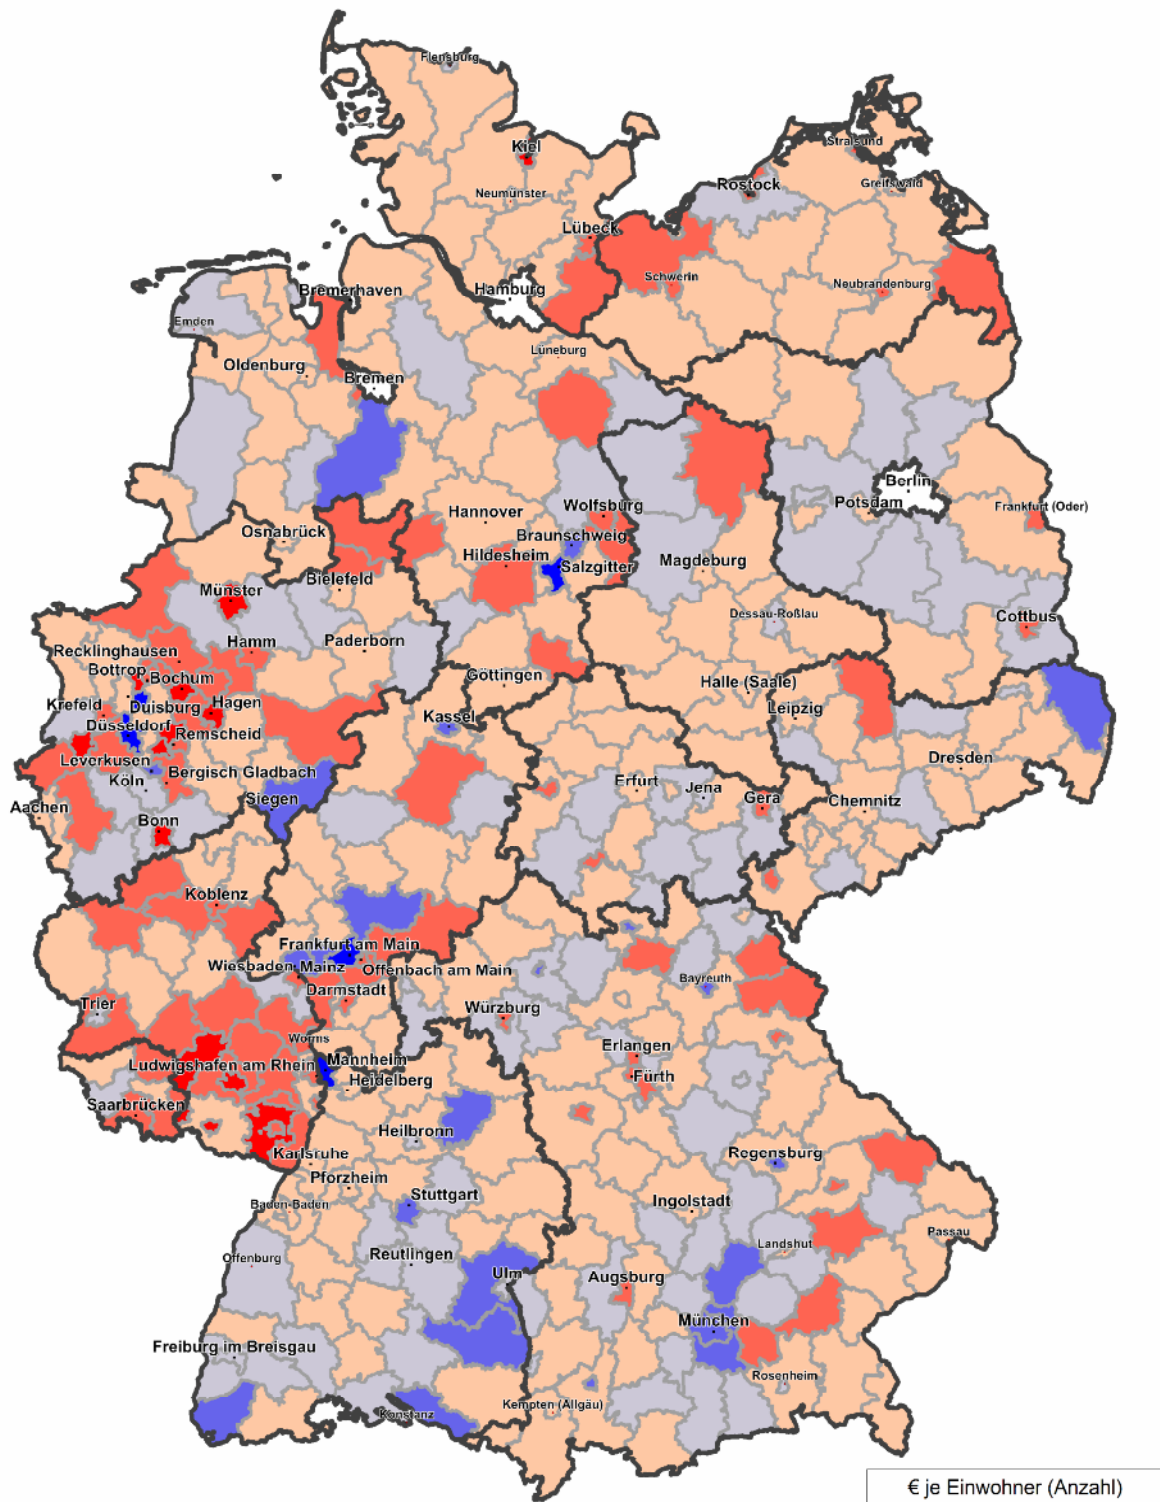 Flensburg
Kiel
Stralsund
Rostock
Greifswald
Neumünster
Lübeck
Schwerin
Neubrandenburg
Bremerhaven
Hamburg
Emden
Lüneburg
Oldenburg
Bremen
Berlin
Potsdam
Frankfurt (Oder)
Hannover
Wolfsburg
Osnabrück
Braunschweig
Hildesheim
Salzgitter
Magdeburg
Bielefeld
Münster
Dessau-Roßlau
Cottbus
Hamm
Paderborn
Recklinghausen
Bottrop
Bochum
Göttingen
Halle (Saale)
Krefeld
Duisburg
Hagen
Leipzig
Kassel
Düsseldorf
Remscheid
Dresden
Leverkusen
Bergisch Gladbach
Köln
Erfurt
Jena
Gera
Chemnitz
Siegen
Aachen
Bonn
Koblenz
Frankfurt am Main
Wiesbaden
Mainz
Offenbach am Main
Bayreuth
Darmstadt
Trier
Würzburg
Worms
Erlangen
Ludwigshafen am Rhein
Mannheim
Fürth
Heidelberg
Saarbrücken
Heilbronn
Karlsruhe
Regensburg
Pforzheim
Stuttgart
Ingolstadt
Baden-Baden
Passau
Landshut
Reutlingen
Offenburg
Ulm
Augsburg
München
Freiburg im Breisgau
Rosenheim
Kempten (Allgäu)
Konstanz
€ je Einwohner (Anzahl)